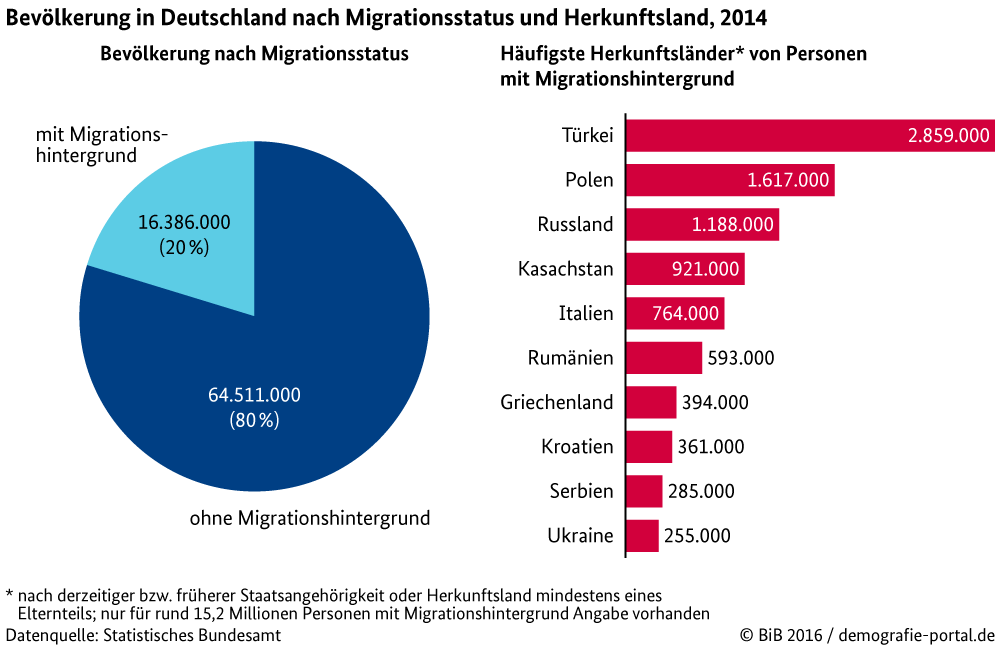 Bevölkerung in Deutschland nach Migrationsstatus und Herkunftsland, 2014
Bevölkerung nach Migrationsstatus
mit Migrations-
hintergrund
16.386.000
(20 %)
64.511.000
(80 %)
ohne Migrationshintergrund
Häufigste Herkunftsländer* von Personen
mit Migrationshintergrund
Türkei 2.859.000
Polen 1.617.000
Russland 1.188.000
Kasachstan 921.000
Italien 764.000
Rumänien 593.000
Griechenland 394.000
Kroatien 361.000
Serbien 285.000
Ukraine 255.000
* nach derzeitiger bzw. früherer Staatsangehörigkeit oder Herkunftsland mindestens eines
Elternteils; nur für rund 15,2 Millionen Personen mit Migrationshintergrund Angabe vorhanden
Datenquelle: Statistisches Bundesamt
© BiB 2016 / demografie-portal.de